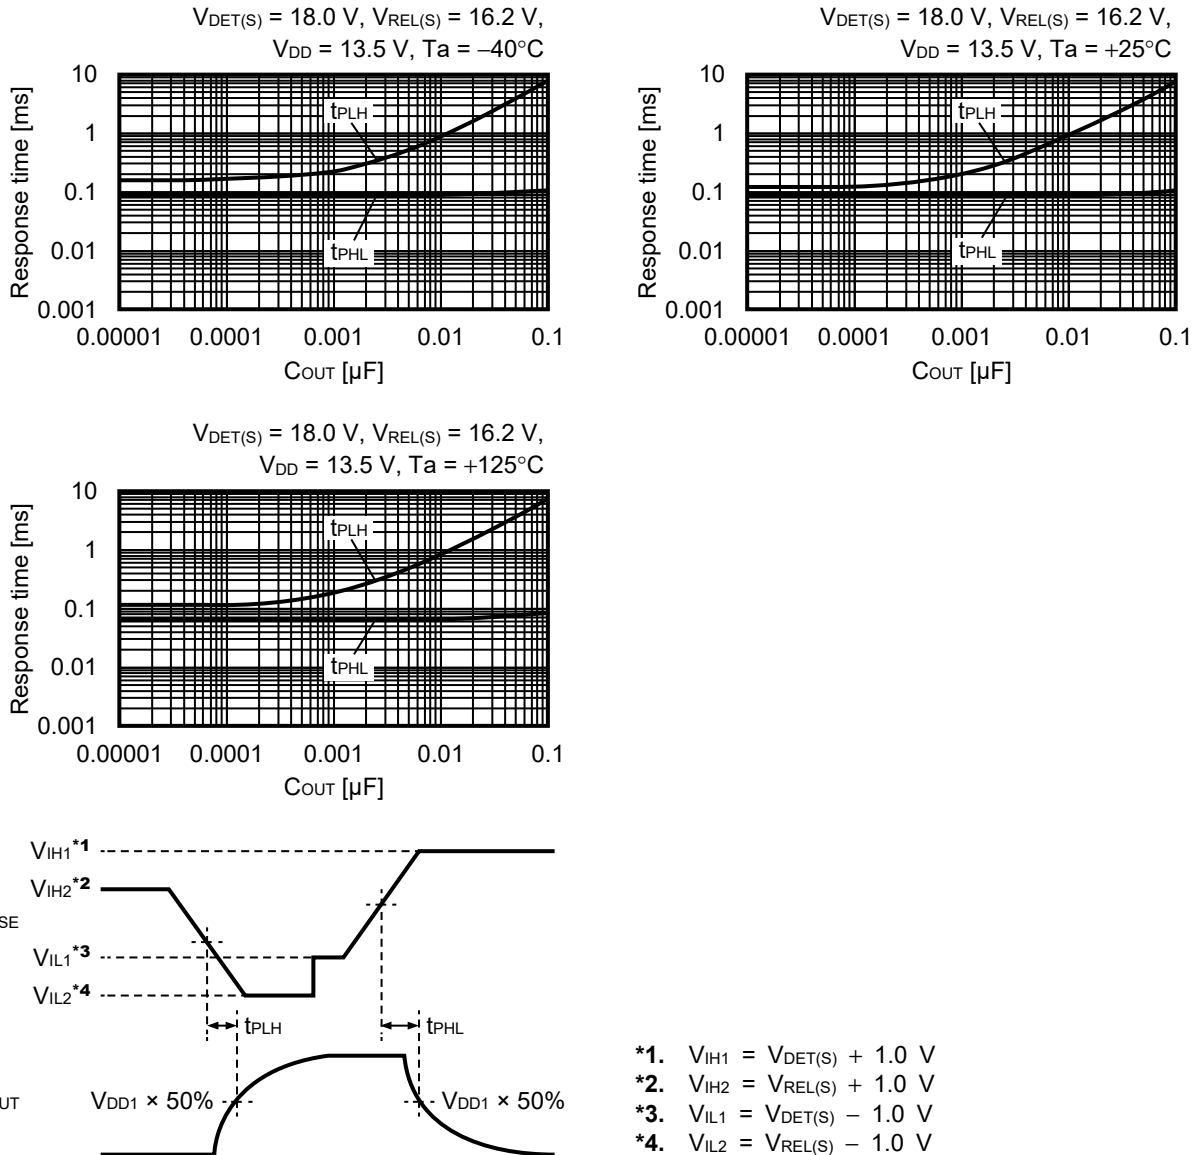 VDET(S) = 18.0 V, VREL(S) = 16.2 V,
VDD = 13.5 V, Ta = −40°C
Response time [ms]
10
1
0.1
0.01
0.001
tPLH
tPHL
0.00001 0.0001 0.001 0.01 0.1
COUT [µF]
VDET(S) = 18.0 V, VREL(S) = 16.2 V,
VDD = 13.5 V, Ta = +25°C
Response time [ms]
10
1
0.1
0.01
0.001
tPLH
tPHL
0.00001 0.0001 0.001 0.01 0.1
COUT [µF]
VDET(S) = 18.0 V, VREL(S) = 16.2 V,
VDD = 13.5 V, Ta = +125°C
Response time [ms]
10
1
0.1
0.01
0.001
tPLH
tPHL
0.00001 0.0001 0.001 0.01 0.1
COUT [µF]
VIH1*1
VIH2*2
SE
VIL1*3
VIL2*4
tPLH tPHL
UT
VDD1 × 50% VDD1 × 50%
*1. VIH1 = VDET(S) + 1.0 V
*2. VIH2 = VREL(S) + 1.0 V
*3. VIL1 = VDET(S) − 1.0 V
*4. VIL2 = VREL(S) − 1.0 V